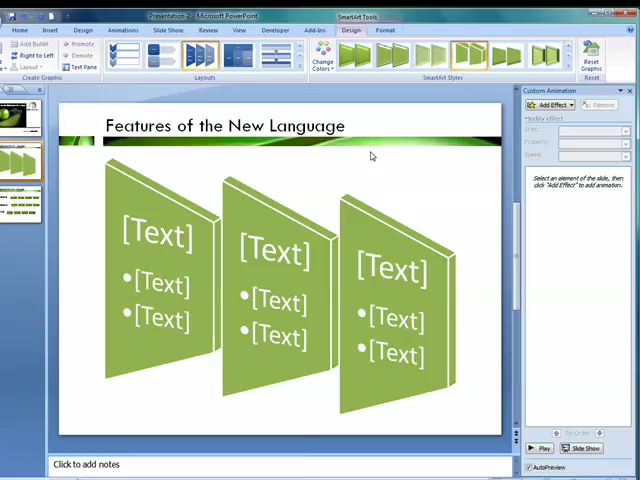 Presentation-2 - Microsoft PowerPoint
SmartArt Tools
Home Insert Design Animations Slide Show Review View Developer Add-Ins Design Format
Add Bullet
Right to Left
Layout
Promote
Demote
Text Pane
Create Graphic
Layouts
Change
Colors
SmartArt Styles
Reset
Graphic
Reset
Features of the New Language
[Text]
•[Text]
•[Text]
[Text]
•[Text]
•[Text]
[Text]
•[Text]
•[Text]
Click to add notes
Custom Animation
Add Effect
Remove
Modify effect
Start:
Property:
Speed:
Select an element of the slide, then
click "Add Effect" to add animation.
Re-Order
Play
Slide Show
AutoPreview